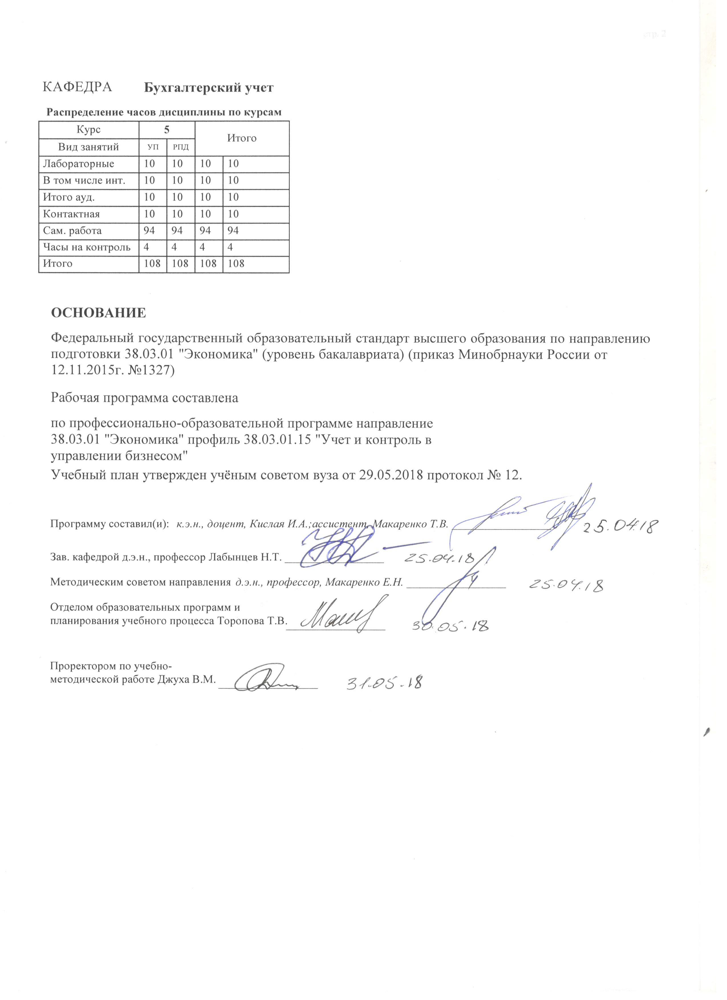 стр. 2
КАФЕДРА Бухгалтерский учет
Распределение часов дисциплины по курсам
Курс 5 Итого
Вид занятий УП РПД
Лабораторные 10 10 10 10
В том числе инт. 10 10 10 10
Итого ауд. 10 10 10 10
Контактная 10 10 10 10
Сам. работа 94 94 94 94
Часы на контроль 4 4 4 4
Итого 108 108 108 108
ОСНОВАНИЕ
Федеральный государственный образовательный стандарт высшего образования по направлению
подготовки 38.03.01 "Экономика" (уровень бакалавриата) (приказ Минобрнауки России от
12.11.2015г. №1327)
Рабочая программа составлена
по профессионально-образовательной программе направление
38.03.01 "Экономика" профиль 38.03.01.15 "Учет и контроль в
управлении бизнесом"
Учебный план утвержден учёным советом вуза от 29.05.2018 протокол № 12.
Программу составил(и): к.э.н., доцент, Кислая И.А.;ассистент, Макаренко Т.В. 25.04.18
Зав. кафедрой д.э.н., профессор Лабынцев Н.Т. 25.04.18
Методическим советом направления д.э.н., профессор, Макаренко Е.Н. 25.04.18
Отделом образовательных программ и
планирования учебного процесса Торопова Т.В. 30.05.18
Проректором по учебно-
методической работе Джуха В.М. 31.05.18